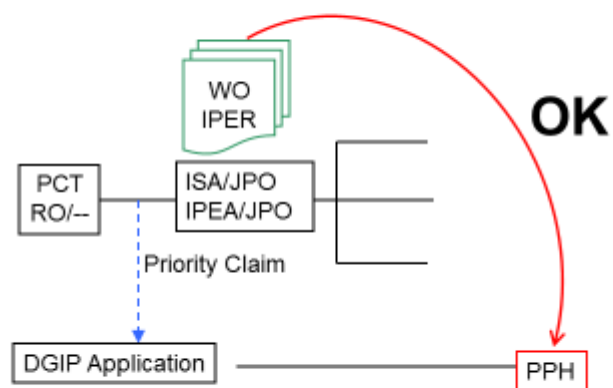 WO
IPER
OK
PCT
RO/--
ISA/JPO
IPEA/JPO
Priority Claim
DGIP Application
PPH